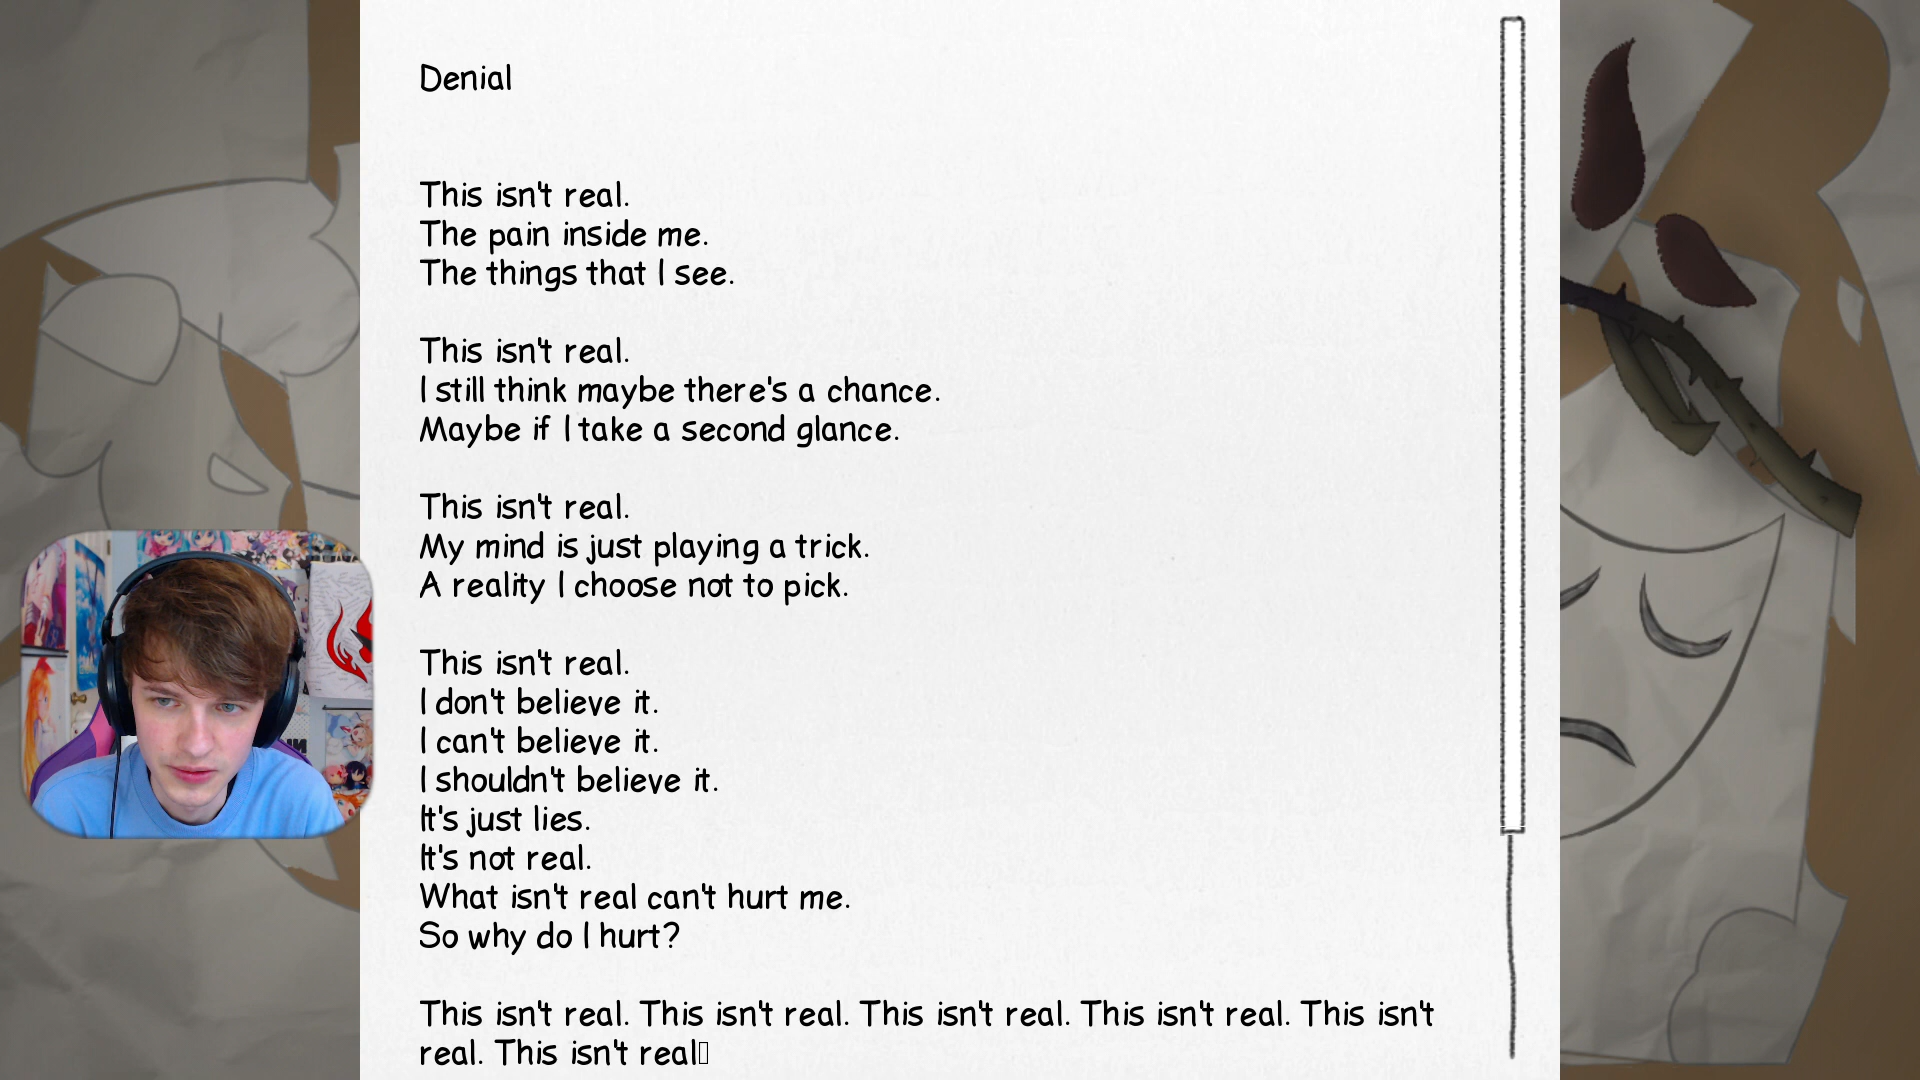 Denial
This isn't real.
The pain inside me.
The things that I see.
This isn't real.
I still think maybe there's a chance.
Maybe if I take a second glance.
This isn't real.
My mind is just playing a trick.
A reality I choose not to pick.
This isn't real.
I don't believe it.
I can't believe it.
I shouldn't believe it.
It's just lies.
It's not real.
What isn't real can't hurt me.
So why do I hurt?
This isn't real. This isn't real. This isn't real. This isn't real. This isn't
real. This isn't real▯